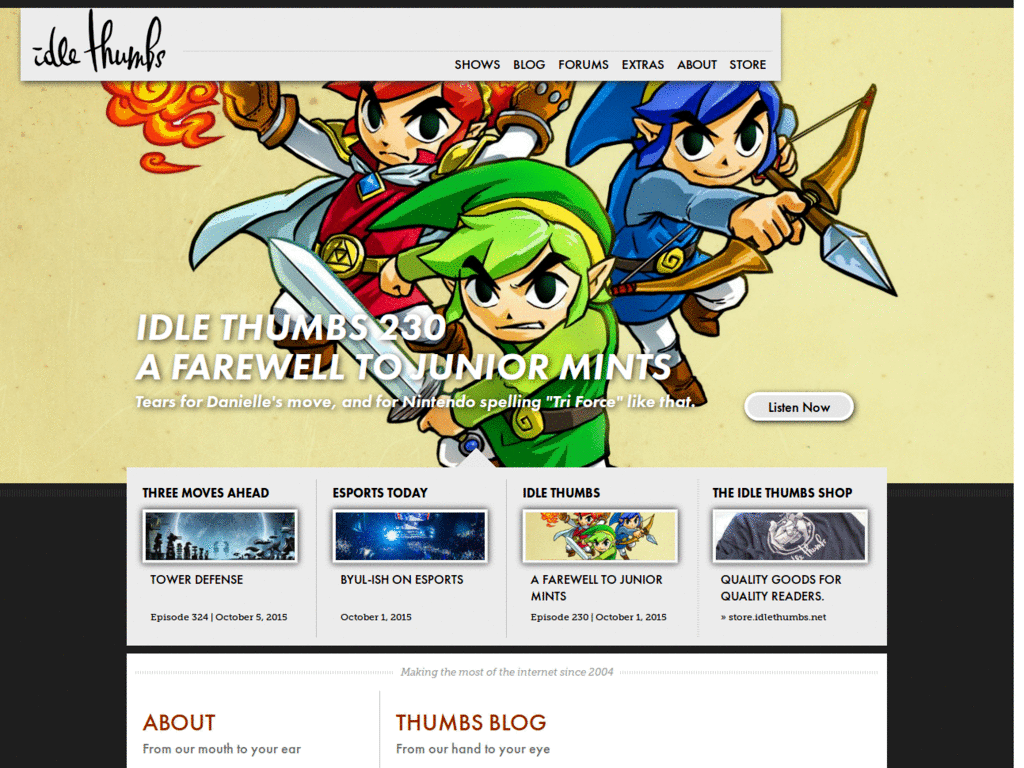 idle thumbs
SHOWS BLOG FORUMS EXTRAS ABOUT STORE
IDLE THUMBS 230
A FAREWELL TO JUNIOR MINTS
Tears for Danielle's move, and for Nintendo spelling "Tri Force" like that.
Listen Now
THREE MOVES AHEAD
TOWER DEFENSE
Episode 324 | October 5, 2015
ESPORTS TODAY
BYUL-ISH ON ESPORTS
October 1, 2015
IDLE THUMBS
A FAREWELL TO JUNIOR
MINTS
Episode 230 | October 1, 2015
THE IDLE THUMBS SHOP
idle thumbs
QUALITY GOODS FOR
QUALITY READERS.
» store.idlethumbs.net
Making the most of the internet since 2004
ABOUT
From our mouth to your ear
THUMBS BLOG
From our hand to your eye